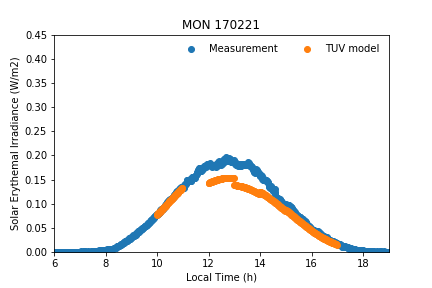 MON 170221
Measurement
TUV model
Solar Erythemal Irradiance (W/m2)
0.45
0.40
0.35
0.30
0.25
0.20
0.15
0.10
0.05
0.00
6 8 10 12 14 16 18
Local Time (h)